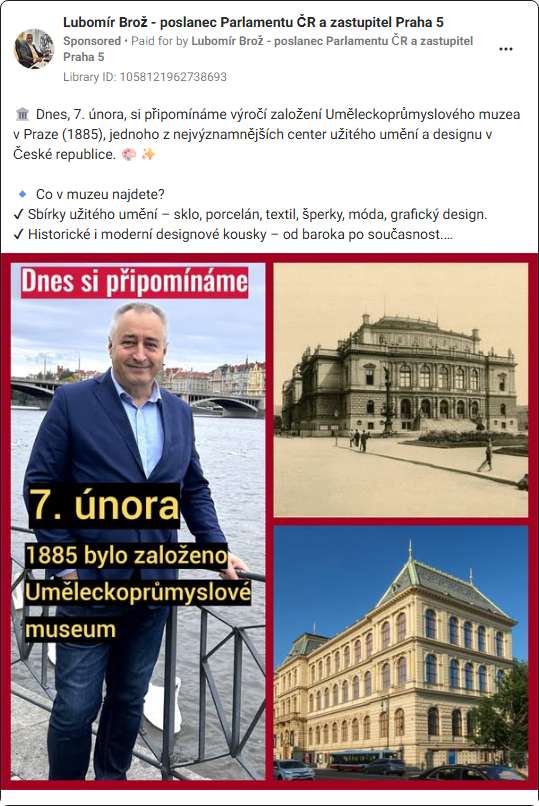 Lubomír Brož - poslanec Parlamentu ČR a zastupitel Praha 5
Sponsored • Paid for by Lubomír Brož - poslanec Parlamentu ČR a zastupitel
Praha 5
Library ID: 1058121962738693
🏛️ Dnes, 7. února, si připomínáme výročí založení Uměleckoprůmyslového muzea
v Praze (1885), jednoho z nejvýznamnějších center užitého umění a designu v
České republice. 🎨 ✨
🔹 Co v muzeu najdete?
✔ Sbírky užitého umění – sklo, porcelán, textil, šperky, móda, grafický design.
✔ Historické i moderní designové kousky – od baroka po současnost....
Dnes si připomínáme
7. února
1885 bylo založeno
Uměleckoprůmyslové
museum